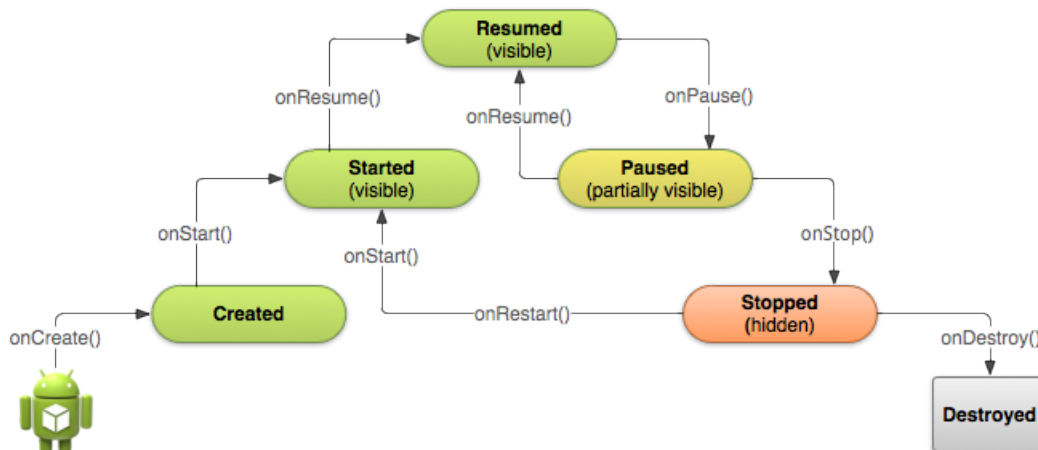 Resumed
(visible)
onResume()
onResume()
onPause()
Started
(visible)
Paused
(partially visible)
onStart()
onStart()
onStop()
Created
onRestart()
Stopped
(hidden)
onCreate()
onDestroy()
Destroyed